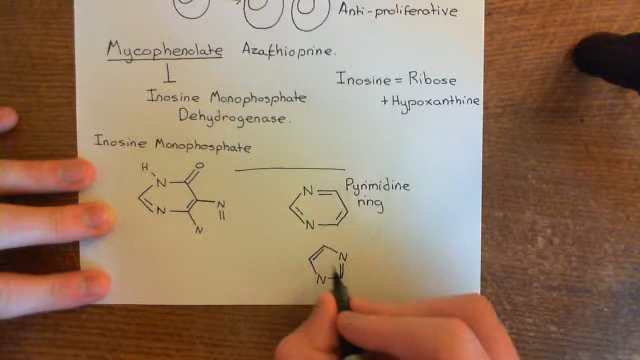 Anti-proliferative
Mycophenolate Azathioprine.
Inosine = Ribose
+ Hypoxanthine
Inosine Monophosphate
Dehydrogenase.
Inosine Monophosphate
H
O
N
N
N
N
N
N
Pyrimidine
ring
N
N